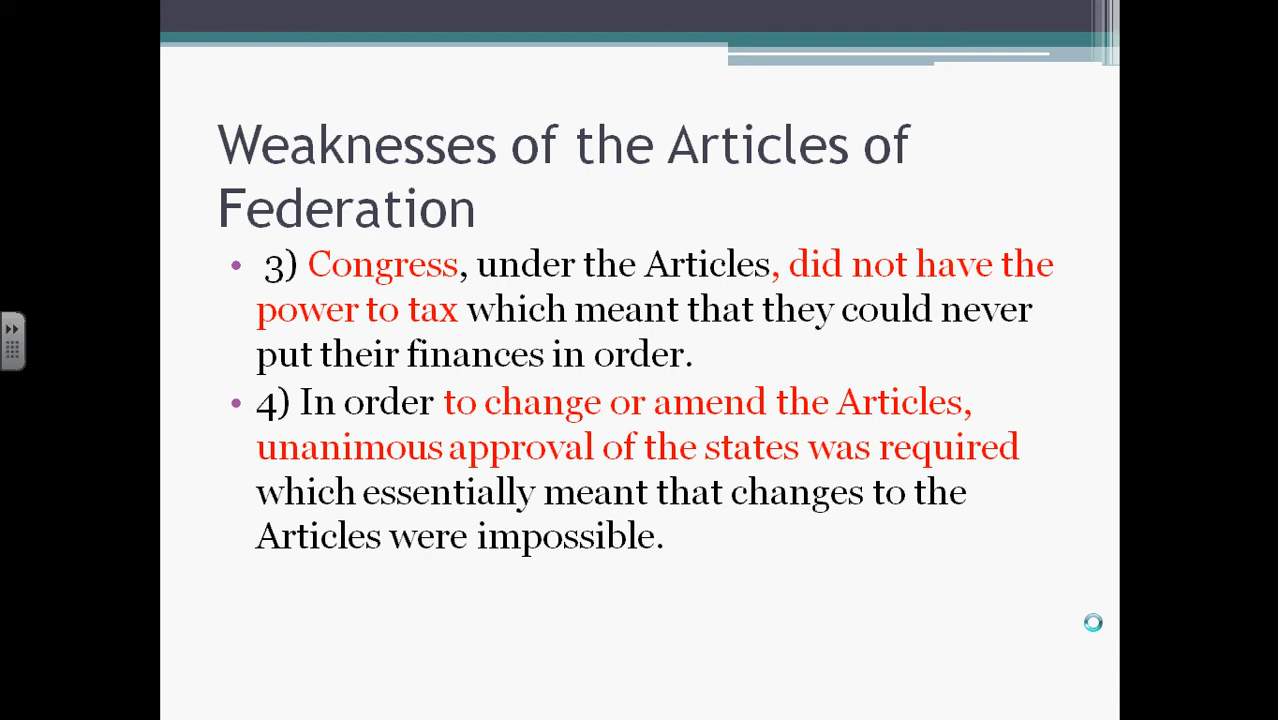 Weaknesses of the Articles of
Federation
• 3) Congress, under the Articles, did not have the
power to tax which meant that they could never
put their finances in order.
• 4) In order to change or amend the Articles,
unanimous approval of the states was required
which essentially meant that changes to the
Articles were impossible.